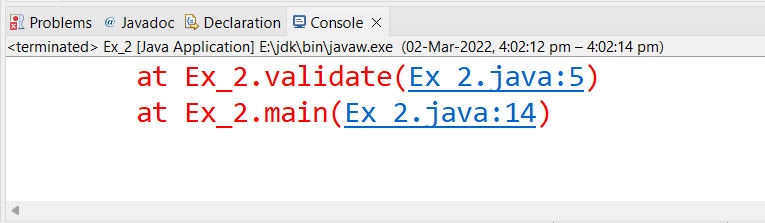 Problems @ Javadoc Declaration Console
<terminated> Ex_2 [Java Application] E:\jdk\bin\javaw.exe (02-Mar-2022, 4:02:12 pm – 4:02:14 pm)
at Ex_2.validate(Ex_2.java:5)
at Ex_2.main(Ex_2.java:14)